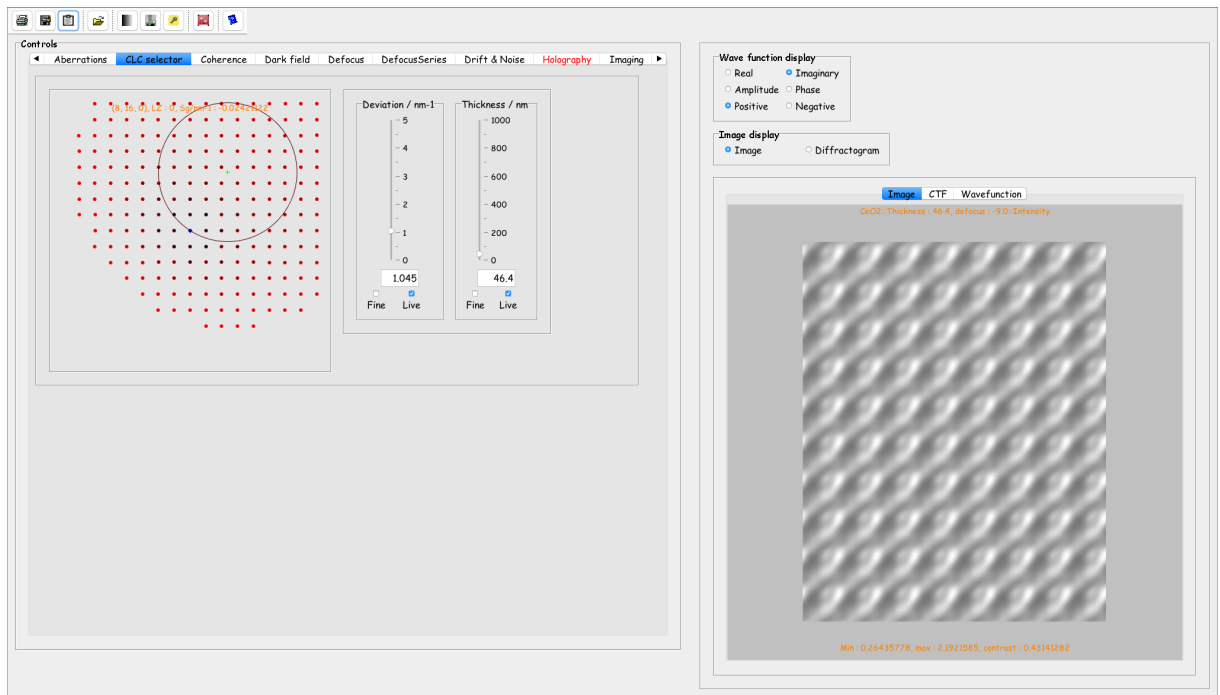 Controls
Aberrations CLC selector Coherence Dark field Defocus DefocusSeries Drift & Noise Holography Imaging
Deviation / nm-1
5
4
3
2
1
0
1.045
Fine Live
Thickness / nm
1000
800
600
400
200
0
46.4
Fine Live
Wave function display
Real Imaginary
Amplitude Phase
Positive Negative
Image display
Image Diffractogram
Image CTF Wavefunction
CeO2::Thickness : 46.4, defocus : -9.0::Intensity
Min : 0.26435778, max : 2.1921585, contrast : 0.43141282